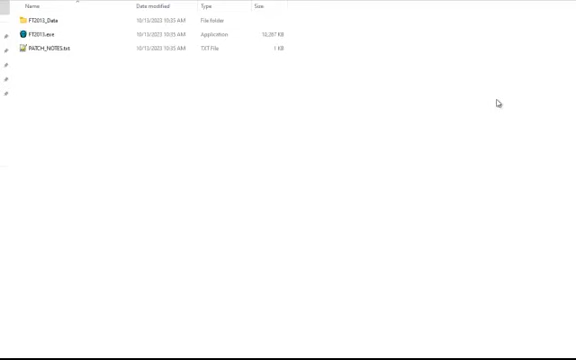 Name Date modified Type Size
FT2013_Data 10/13/2023 10:35 AM File folder
FT2013.exe 10/13/2023 10:35 AM Application KB
PATCH_NOTES.txt 10/13/2023 10:35 AM TXT File 1 KB